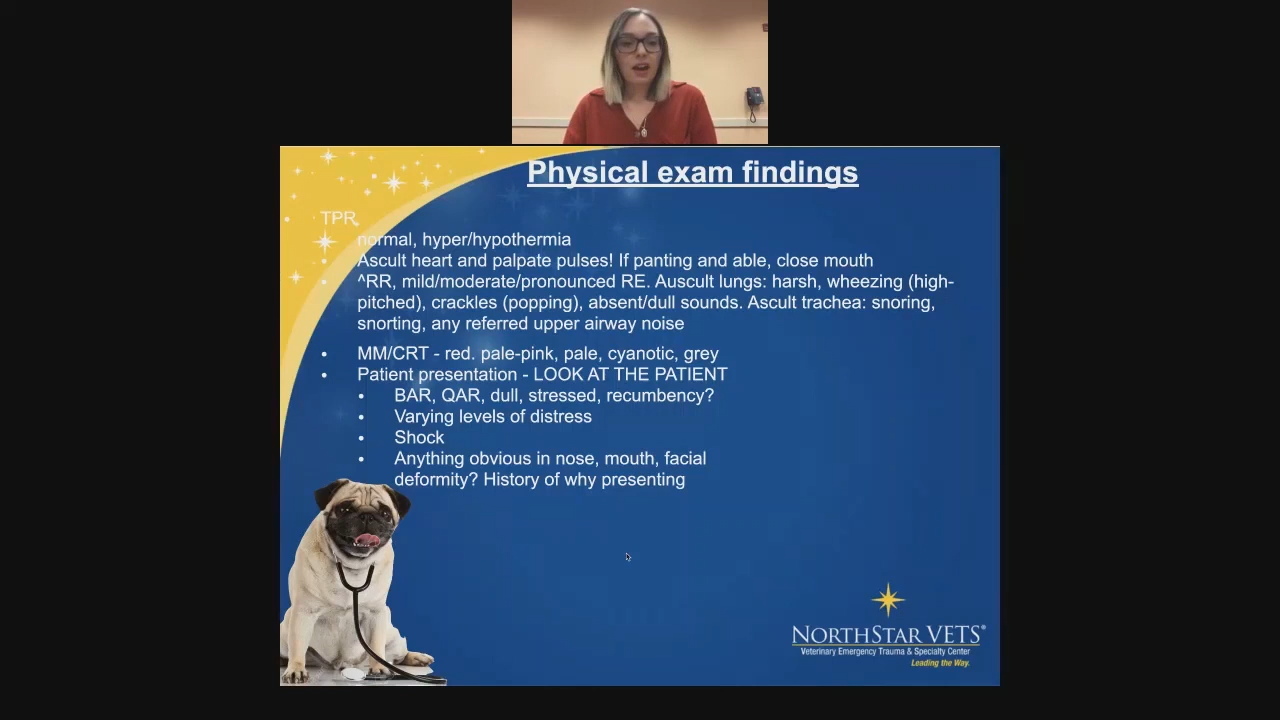 Physical exam findings
• TPR
• normal, hyper/hypothermia
• Ascult heart and palpate pulses! If panting and able, close mouth
• ^RR, mild/moderate/pronounced RE. Auscult lungs: harsh, wheezing (high-
pitched), crackles (popping), absent/dull sounds. Ascult trachea: snoring,
snorting, any referred upper airway noise
• MM/CRT - red. pale-pink, pale, cyanotic, grey
• Patient presentation - LOOK AT THE PATIENT
• BAR, QAR, dull, stressed, recumbency?
• Varying levels of distress
• Shock
• Anything obvious in nose, mouth, facial
deformity? History of why presenting
NORTHSTAR VETS®
Veterinary Emergency Trauma & Specialty Center
Leading the Way.